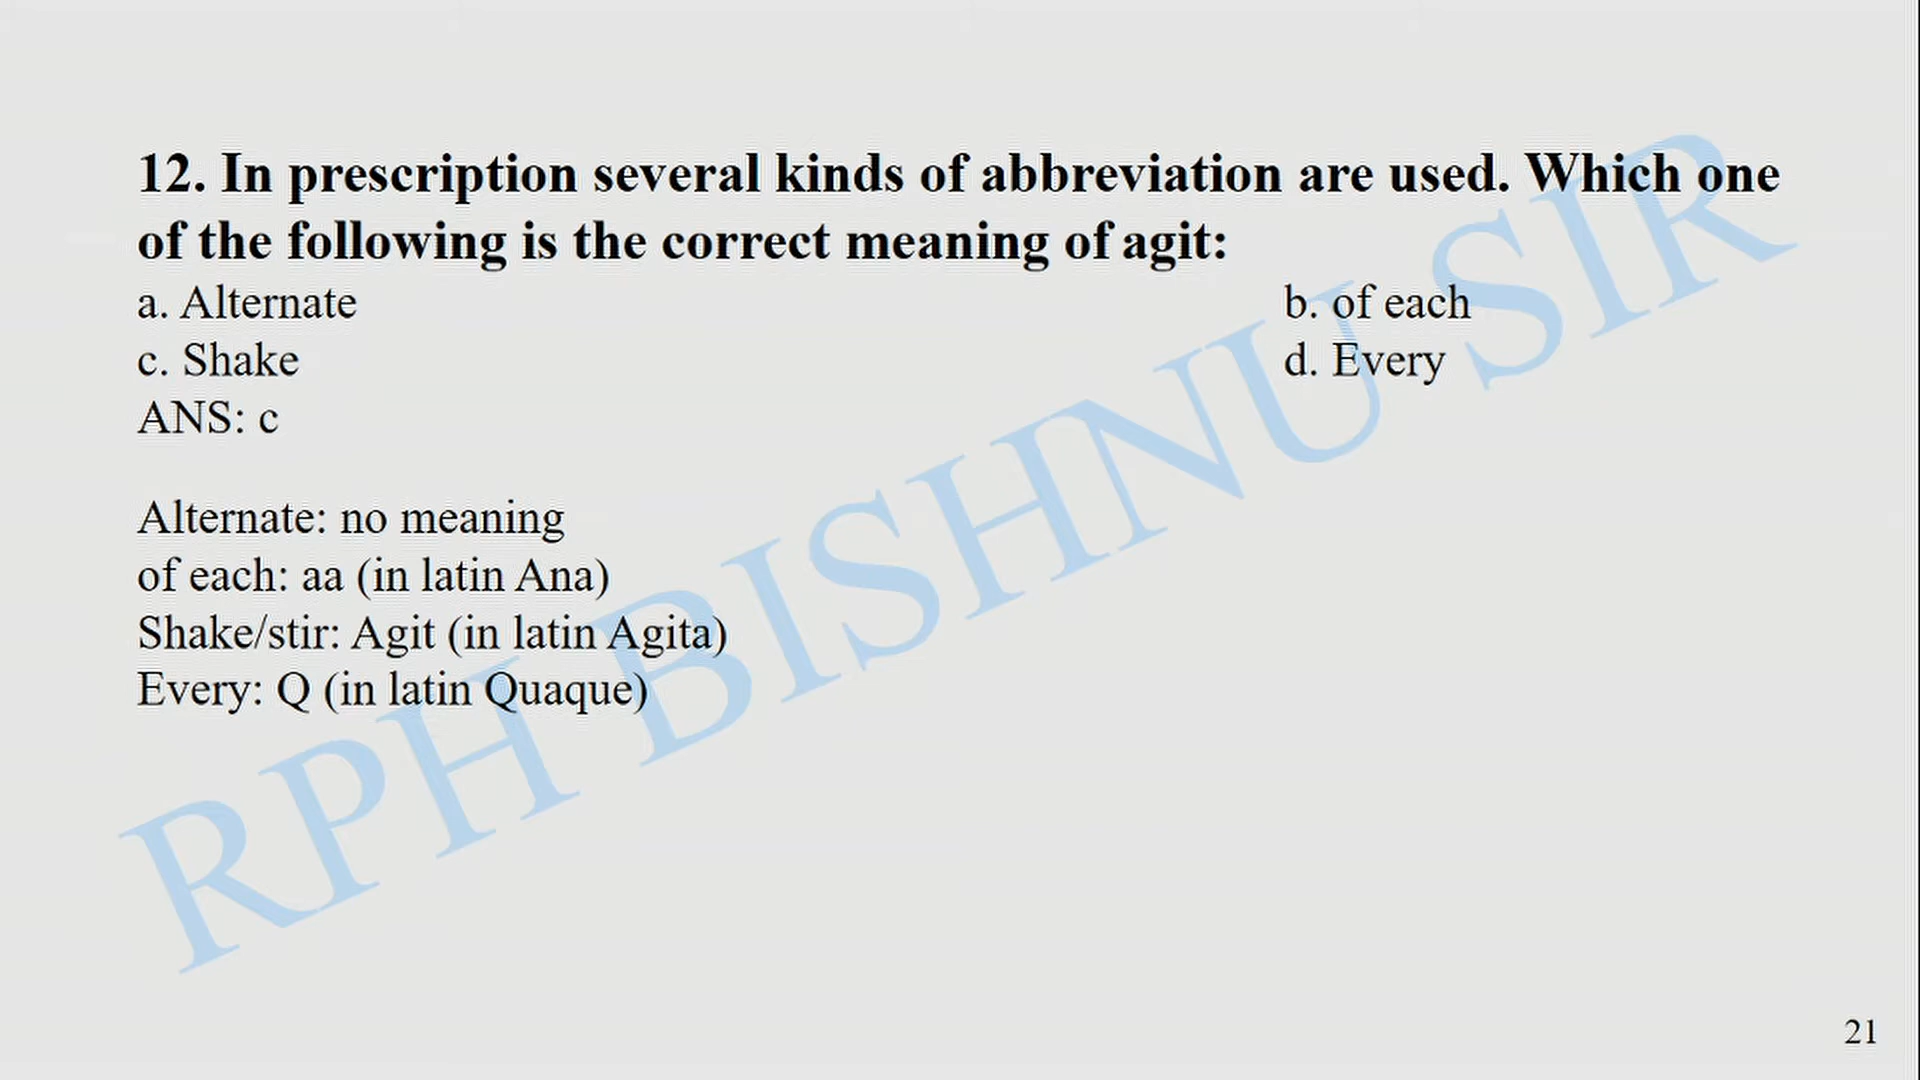 12. In prescription several kinds of abbreviation are used. Which one
of the following is the correct meaning of agit:
a. Alternate b. of each
c. Shake d. Every
ANS: c
Alternate: no meaning
of each: aa (in latin Ana)
Shake/stir: Agit (in latin Agita)
Every: Q (in latin Quaque)
RPH BISHNU SIR
21